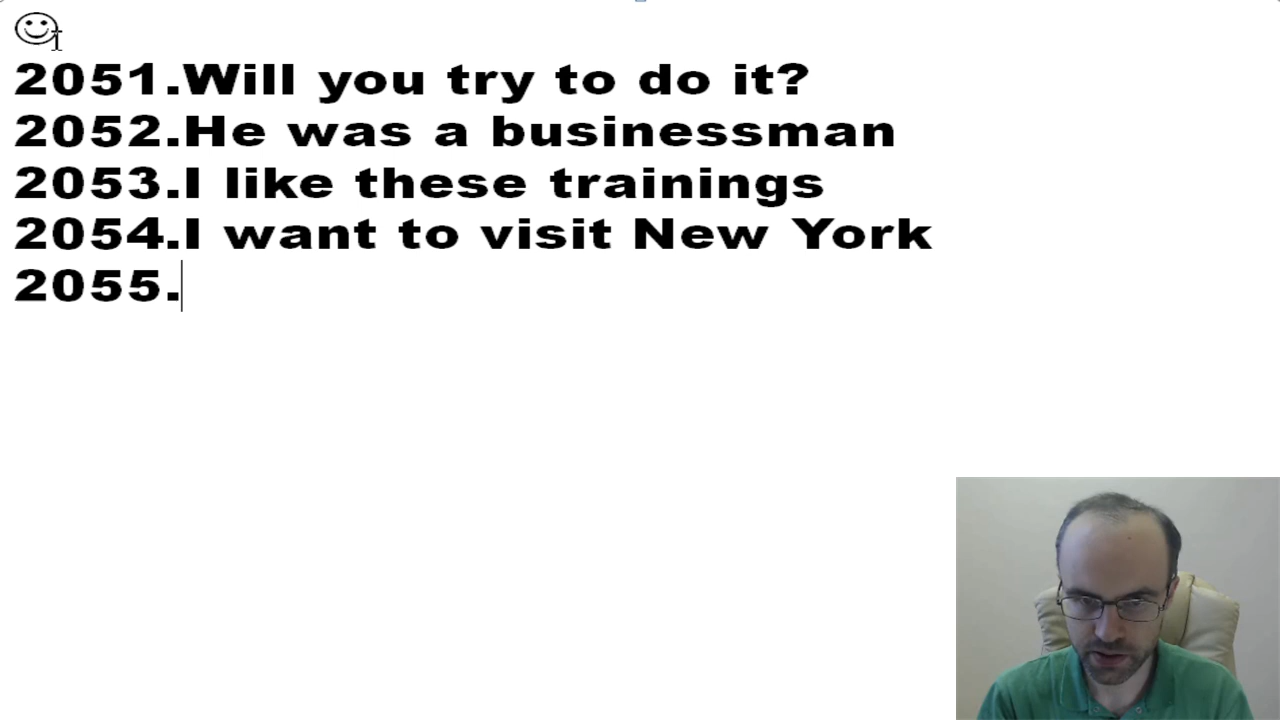 2051.Will you try to do it?
2052.He was a businessman
2053.I like these trainings
2054.I want to visit New York
2055.